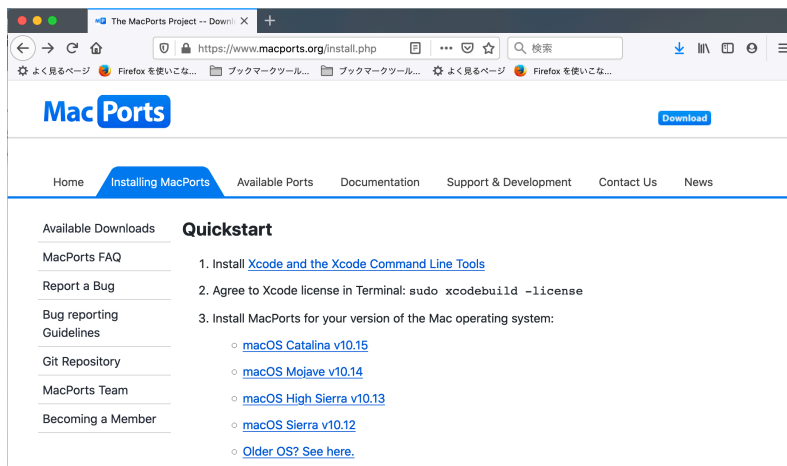 The MacPorts Project -- Downl
https://www.macports.org/install.php
検索
よく見るページ
Firefox を使いこな...
ブックマークツール...
ブックマークツール...
よく見るページ
Firefox を使いこな...
MacPorts
Download
Home Installing MacPorts Available Ports Documentation Support & Development Contact Us News
Available Downloads
MacPorts FAQ
Report a Bug
Bug reporting
Guidelines
Git Repository
MacPorts Team
Becoming a Member
Quickstart
1. Install Xcode and the Xcode Command Line Tools
2. Agree to Xcode license in Terminal: sudo xcodebuild -license
3. Install MacPorts for your version of the Mac operating system:
macOS Catalina v10.15
macOS Mojave v10.14
macOS High Sierra v10.13
macOS Sierra v10.12
Older OS? See here.